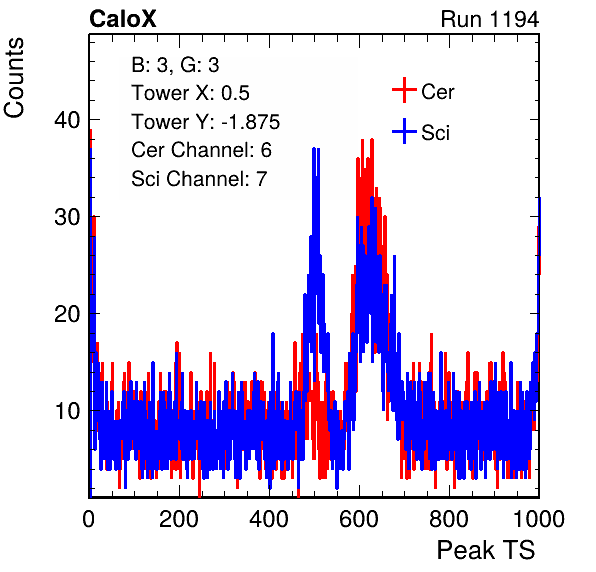 CaloX Run 1194
Counts
B: 3, G: 3
Tower X: 0.5
Tower Y: -1.875
Cer Channel: 6
Sci Channel: 7
Cer
Sci
40
30
20
10
0 200 400 600 800 1000
Peak TS